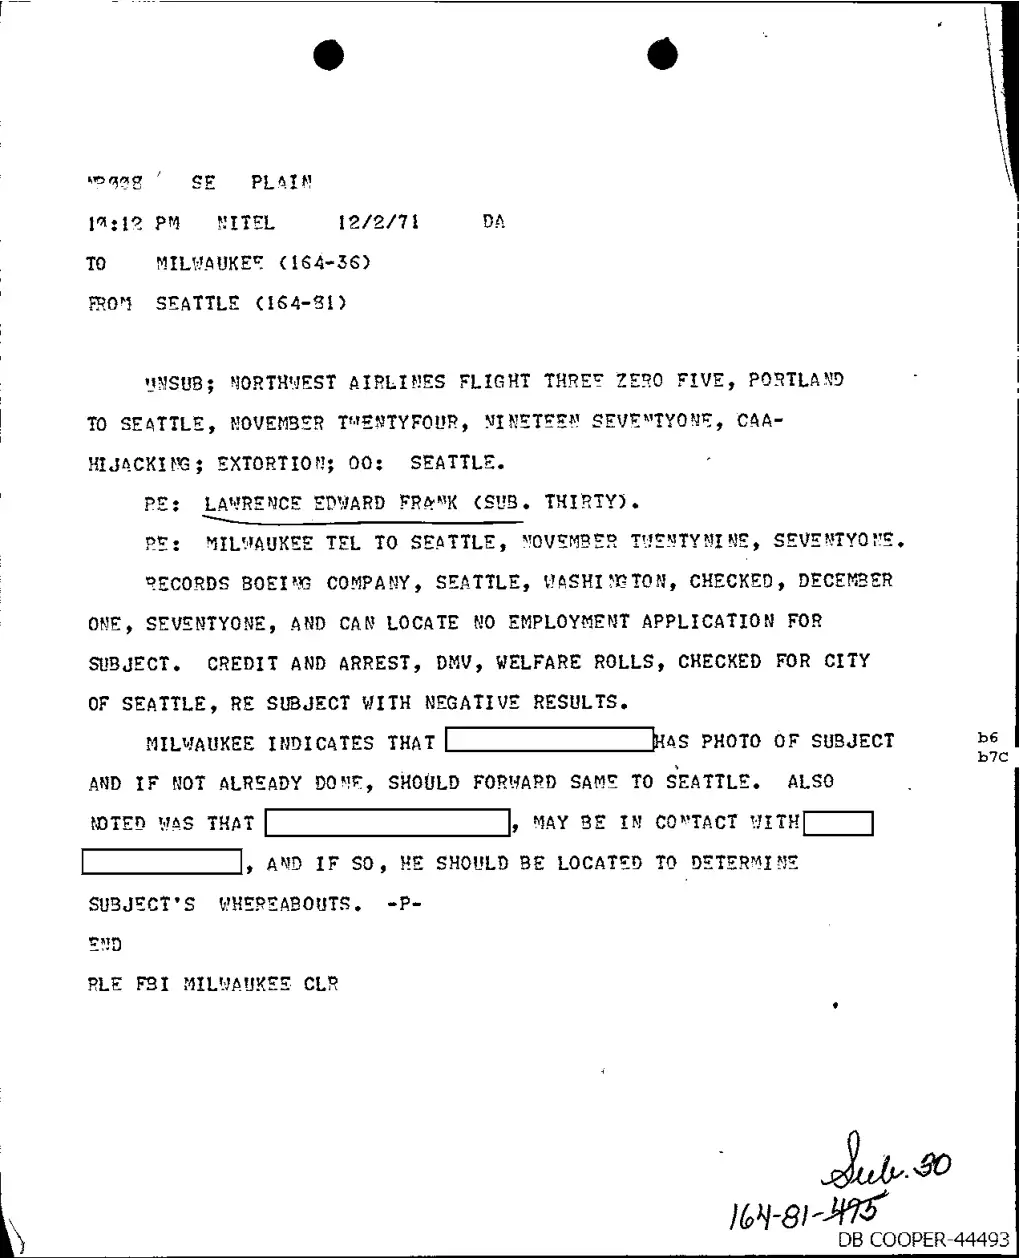 SE PLAIN
PM NITEL 12/2/71 DA
TO MILWAUKEE (164-36)
FROM SEATTLE (164-81)
UNSUB; NORTHWEST AIRLINES FLIGHT THREE ZERO FIVE, PORTLAND
TO SEATTLE, NOVEMBER TWENTYFOUR, NINETEEN SEVENTYONE, CAA-
HIJACKING; EXTORTION; OO: SEATTLE.
RE: LAWRENCE EDWARD FRANK (SUB. THIRTY).
RE: MILWAUKEE TEL TO SEATTLE, NOVEMBER TWENTYNINE, SEVENTYONE.
RECORDS BOEING COMPANY, SEATTLE, WASHINGTON, CHECKED, DECEMBER
ONE, SEVENTYONE, AND CAN LOCATE NO EMPLOYMENT APPLICATION FOR
SUBJECT. CREDIT AND ARREST, DMV, WELFARE ROLLS, CHECKED FOR CITY
OF SEATTLE, RE SUBJECT WITH NEGATIVE RESULTS.
MILWAUKEE INDICATES THAT HAS PHOTO OF SUBJECT b6
b7C
AND IF NOT ALREADY DONE, SHOULD FORWARD SAME TO SEATTLE. ALSO
NOTED WAS THAT , MAY BE IN CONTACT WITH
, AND IF SO, HE SHOULD BE LOCATED TO DETERMINE
SUBJECT'S WHEREABOUTS. -P-
END
RLE FBI MILWAUKEE CLR
Sub. 30
164-81-495
DB COOPER-44493